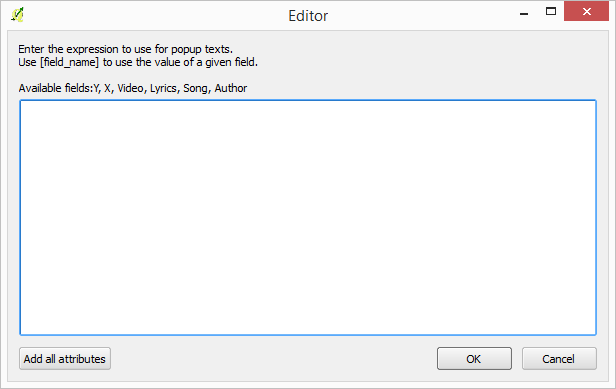 Editor
Enter the expression to use for popup texts.
Use [field_name] to use the value of a given field.
Available fields:Y, X, Video, Lyrics, Song, Author
Add all attributes
OK
Cancel